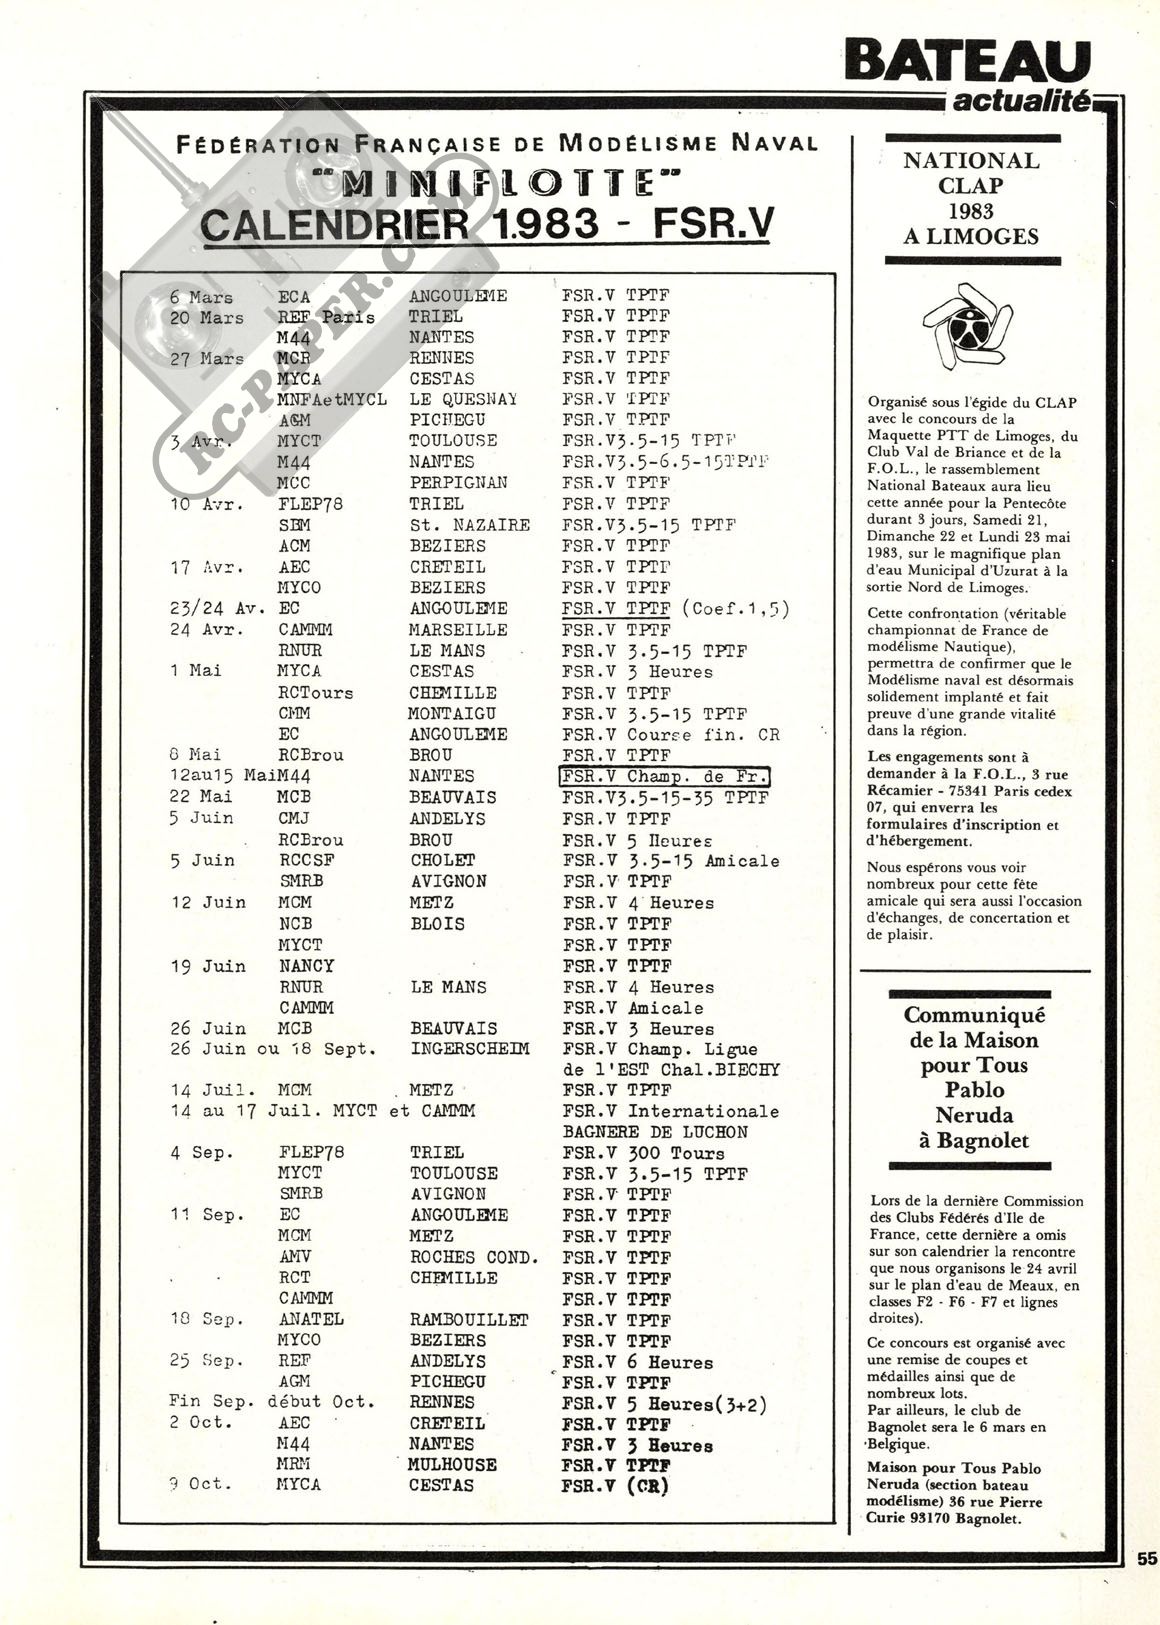 BATEAU
actualité
FÉDÉRATION FRANÇAISE DE MODÉLISME NAVAL
"MINIFLOTTE"
CALENDRIER 1.983 - FSR.V
6 Mars ECA ANGOULEME FSR.V TPTF
20 Mars REF Paris TRIEL FSR.V TPTF
M44 NANTES FSR.V TPTF
27 Mars MCR RENNES FSR.V TPTF
MYCA CESTAS FSR.V TPTF
MNFAetMYCL LE QUESNAY FSR.V TPTF
AGM PICHEGU FSR.V TPTF
3 Avr. MYCT TOULOUSE FSR.V3.5-15 TPTF
M44 NANTES FSR.V3.5-6.5-15TPTF
MCC PERPIGNAN FSR.V TPTF
10 Avr. FLEP78 TRIEL FSR.V TPTF
SEM St. NAZAIRE FSR.V3.5-15 TPTF
ACM BEZIERS FSR.V TPTF
17 Avr. AEC CRETEIL FSR.V TPTF
MYCO BEZIERS FSR.V TPTF
23/24 Av. EC ANGOULEME FSR.V TPTF (Coef.1,5)
24 Avr. CAMMM MARSEILLE FSR.V TPTF
RNUR LE MANS FSR.V 3.5-15 TPTF
1 Mai MYCA CESTAS FSR.V 3 Heures
RCTours CHEMILLE FSR.V TPTF
CMM MONTAIGU FSR.V 3.5-15 TPTF
EC ANGOULEME FSR.V Course fin. CR
8 Mai RCBrou BROU FSR.V TPTF
12au15 MaiM44 NANTES FSR.V Champ. de Fr.
22 Mai MCB BEAUVAIS FSR.V3.5-15-35 TPTF
5 Juin CMJ ANDELYS FSR.V TPTF
RCBrou BROU FSR.V 5 Heures
5 Juin RCCSF CHOLET FSR.V 3.5-15 Amicale
SMRB AVIGNON FSR.V TPTF
12 Juin MCM METZ FSR.V 4 Heures
NCB BLOIS FSR.V TPTF
MYCT FSR.V TPTF
19 Juin NANCY FSR.V TPTF
RNUR LE MANS FSR.V 4 Heures
CAMMM FSR.V Amicale
26 Juin MCB BEAUVAIS FSR.V 3 Heures
26 Juin ou 18 Sept. INGERSCHEIM FSR.V Champ. Ligue
de l'EST Chal.BIECHY
14 Juil. MCM METZ FSR.V TPTF
14 au 17 Juil. MYCT et CAMMM FSR.V Internationale
BAGNERE DE LUCHON
4 Sep. FLEP78 TRIEL FSR.V 300 Tours
MYCT TOULOUSE FSR.V 3.5-15 TPTF
SMRB AVIGNON FSR.V TPTF
11 Sep. EC ANGOULEME FSR.V TPTF
MCM METZ FSR.V TPTF
AMV ROCHES COND. FSR.V TPTF
RCT CHEMILLE FSR.V TPTF
CAMMM FSR.V TPTF
18 Sep. ANATEL RAMBOUILLET FSR.V TPTF
MYCO BEZIERS FSR.V TPTF
25 Sep. REF ANDELYS FSR.V 6 Heures
AGM PICHEGU FSR.V TPTF
Fin Sep. début Oct. RENNES FSR.V 5 Heures(3+2)
2 Oct. AEC CRETEIL FSR.V TPTF
M44 NANTES FSR.V 3 Heures
MRM MULHOUSE FSR.V TPTF
9 Oct. MYCA CESTAS FSR.V (CR)
RC-PAPER.COM
NATIONAL
CLAP
1983
A LIMOGES
Organisé sous l'égide du CLAP
avec le concours de la
Maquette PTT de Limoges, du
Club Val de Briance et de la
F.O.L., le rassemblement
National Bateaux aura lieu
cette année pour la Pentecôte
durant 3 jours, Samedi 21,
Dimanche 22 et Lundi 23 mai
1983, sur le magnifique plan
d'eau Municipal d'Uzurat à la
sortie Nord de Limoges.
Cette confrontation (véritable
championnat de France de
modélisme Nautique),
permettra de confirmer que le
Modélisme naval est désormais
solidement implanté et fait
preuve d'une grande vitalité
dans la région.
Les engagements sont à
demander à la F.O.L., 3 rue
Récamier - 75341 Paris cedex
07, qui enverra les
formulaires d'inscription et
d'hébergement.
Nous espérons vous voir
nombreux pour cette fête
amicale qui sera aussi l'occasion
d'échanges, de concertation et
de plaisir.
Communiqué
de la Maison
pour Tous
Pablo
Neruda
à Bagnolet
Lors de la dernière Commission
des Clubs Fédérés d'Ile de
France, cette dernière a omis
sur son calendrier la rencontre
que nous organisons le 24 avril
sur le plan d'eau de Meaux, en
classes F2 - F6 - F7 et lignes
droites).
Ce concours est organisé avec
une remise de coupes et
médailles ainsi que de
nombreux lots.
Par ailleurs, le club de
Bagnolet sera le 6 mars en
Belgique.
Maison pour Tous Pablo
Neruda (section bateau
modélisme) 36 rue Pierre
Curie 93170 Bagnolet.
55